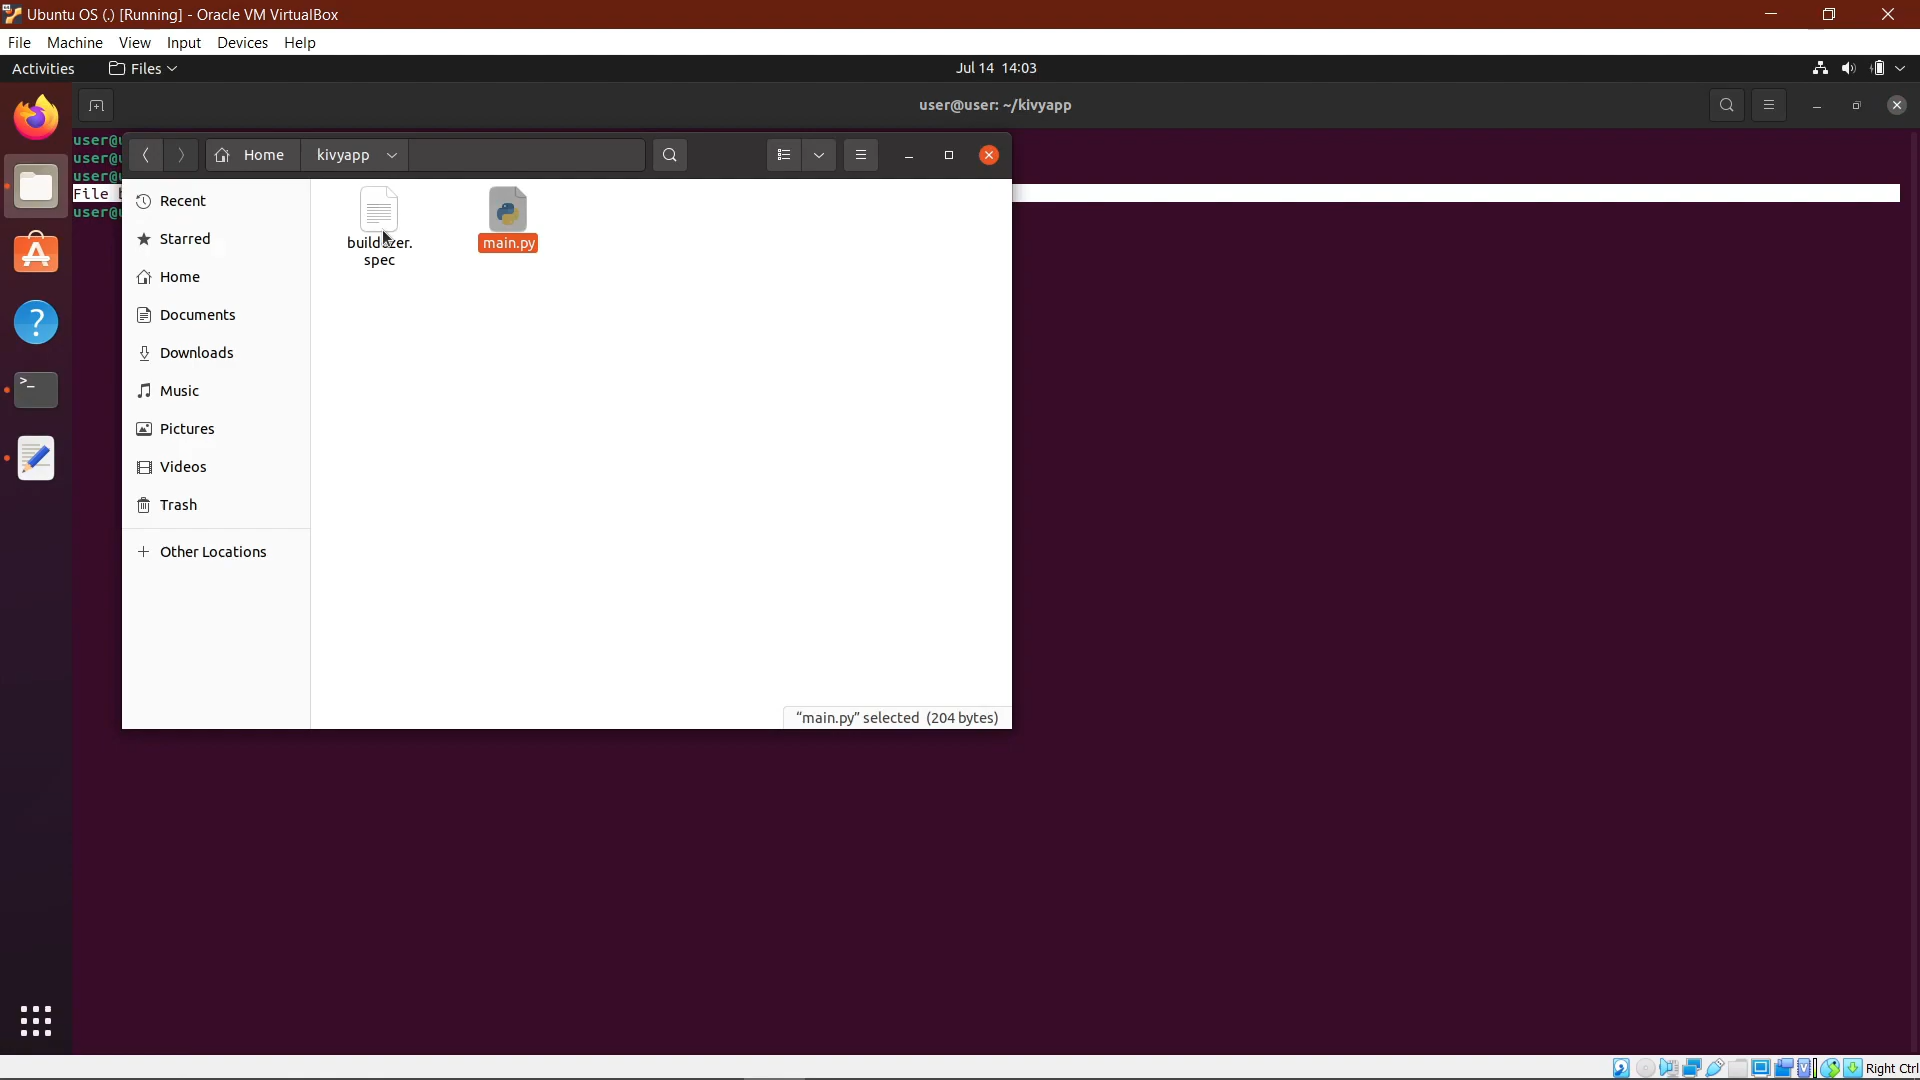 Ubuntu OS (.) [Running] - Oracle VM VirtualBox
File Machine View Input Devices Help
Activities Files Jul 14 14:03
user@user: ~/kivyapp
user@
user@
user@
File
user@
Home kivyapp
Recent
Starred
Home
Documents
Downloads
Music
Pictures
Videos
Trash
Other Locations
buildozer.
spec
main.py
"main.py" selected (204 bytes)
Right Ctrl